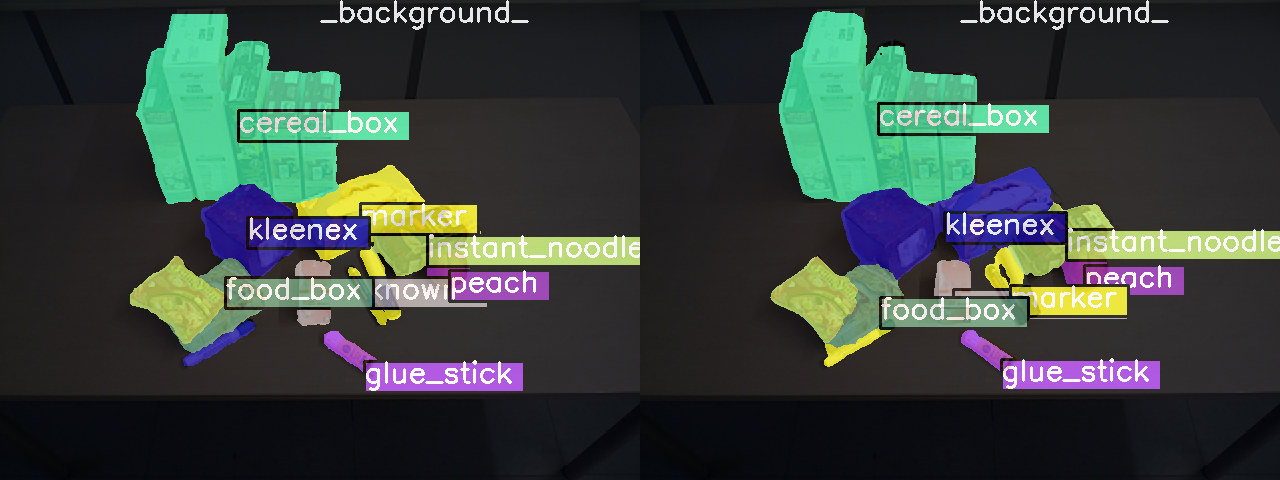 _background_
cereal_box
marker
kleenex
instant_noodle
peach
food_box
knowi
glue_stick
_background_
cereal_box
kleenex
instant_noodle
peach
marker
food_box
glue_stick